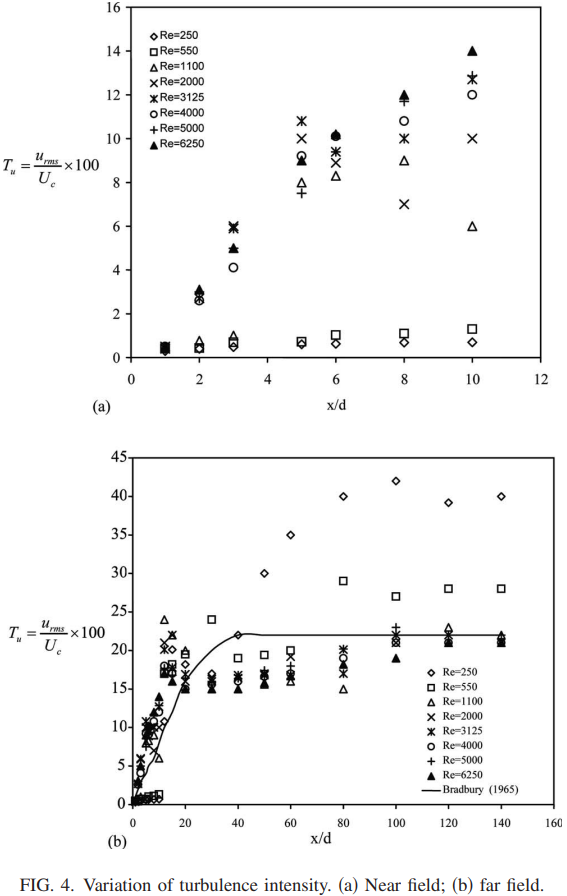 16
14
12
10
8
6
4
2
0
Re=250
Re=550
Re=1100
Re=2000
Re=3125
Re=4000
Re=5000
Re=6250
T_u = u_rms / U_c ×100
0 2 4 6 8 10 12
(a)
x/d
45
40
35
30
25
20
15
10
5
0
T_u = u_rms / U_c ×100
Re=250
Re=550
Re=1100
Re=2000
Re=3125
Re=4000
Re=5000
Re=6250
Bradbury (1965)
0 20 40 60 80 100 120 140 160
(b)
x/d
FIG. 4. Variation of turbulence intensity. (a) Near field; (b) far field.